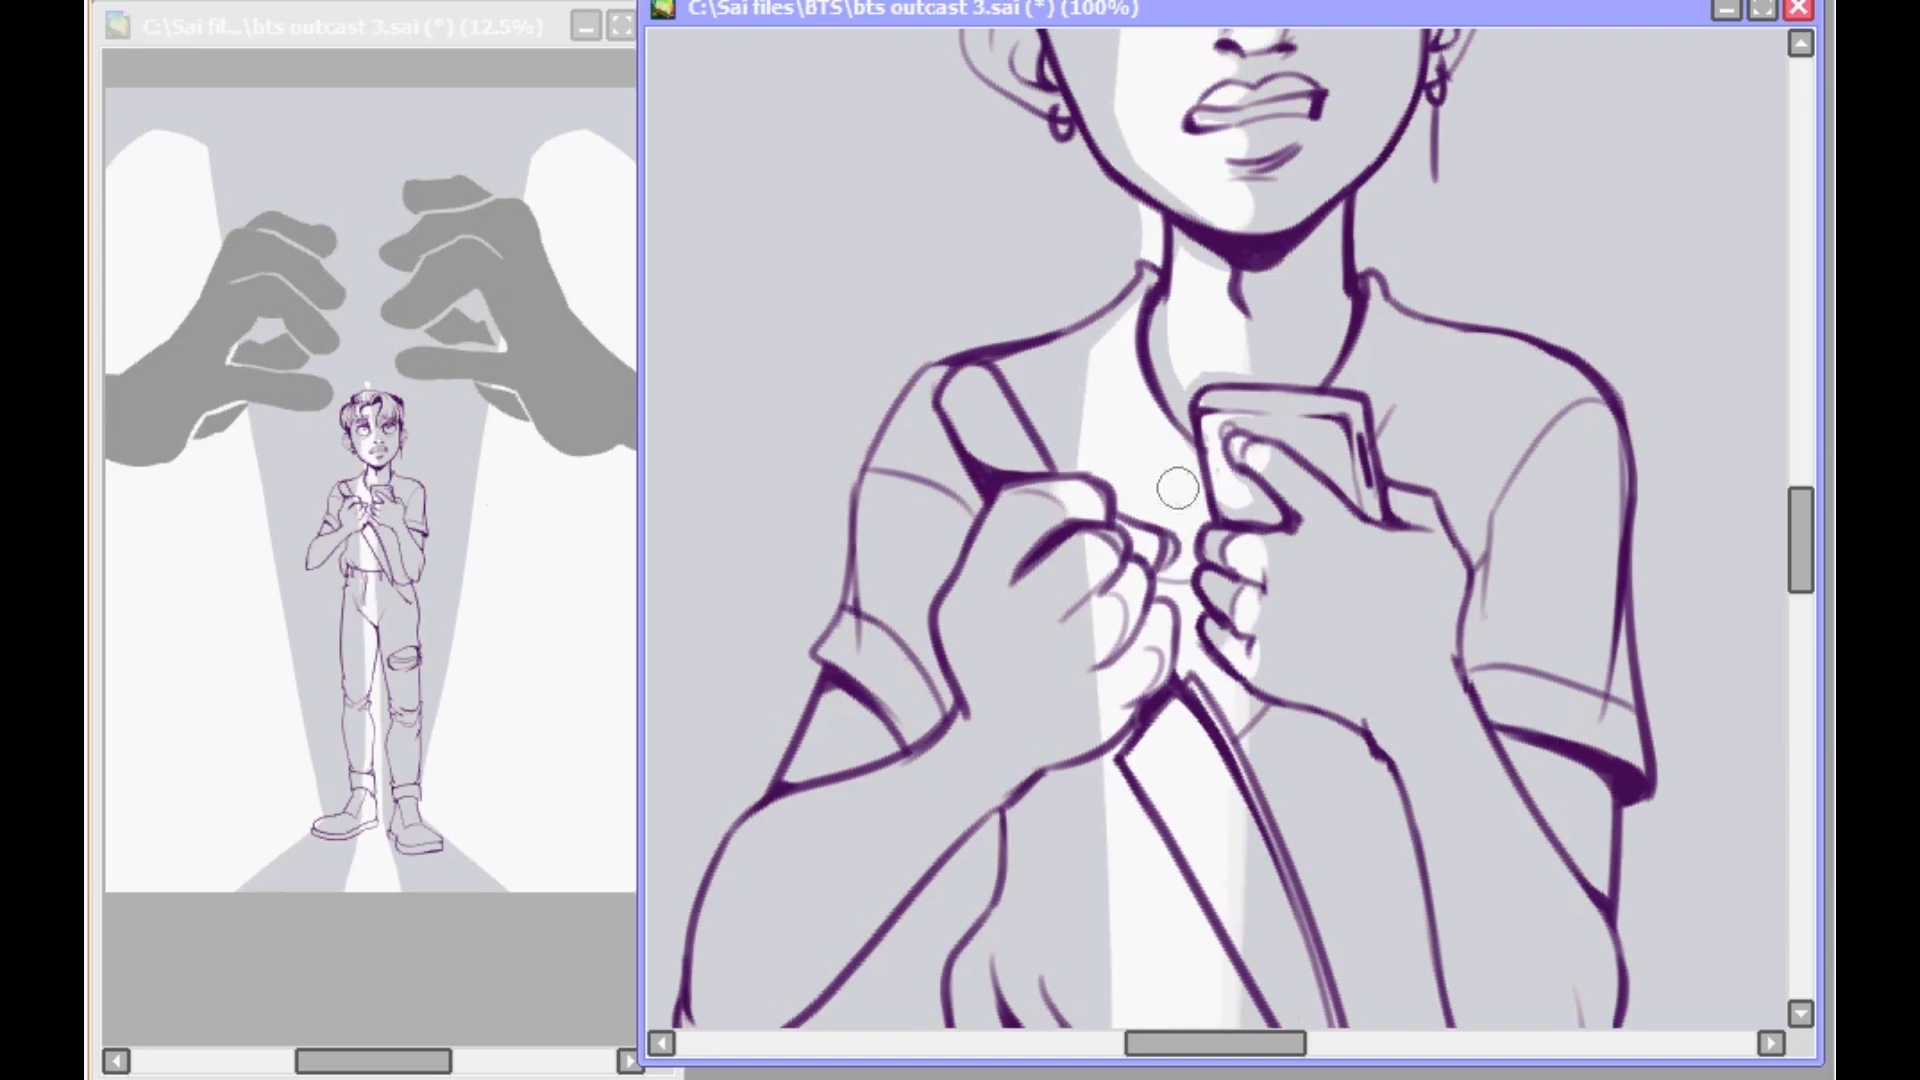 C:\Sai fil...\bts outcast 3.sai (*) (12.5%)
C:\Sai files\BTS\bts outcast 3.sai (*) (100%)